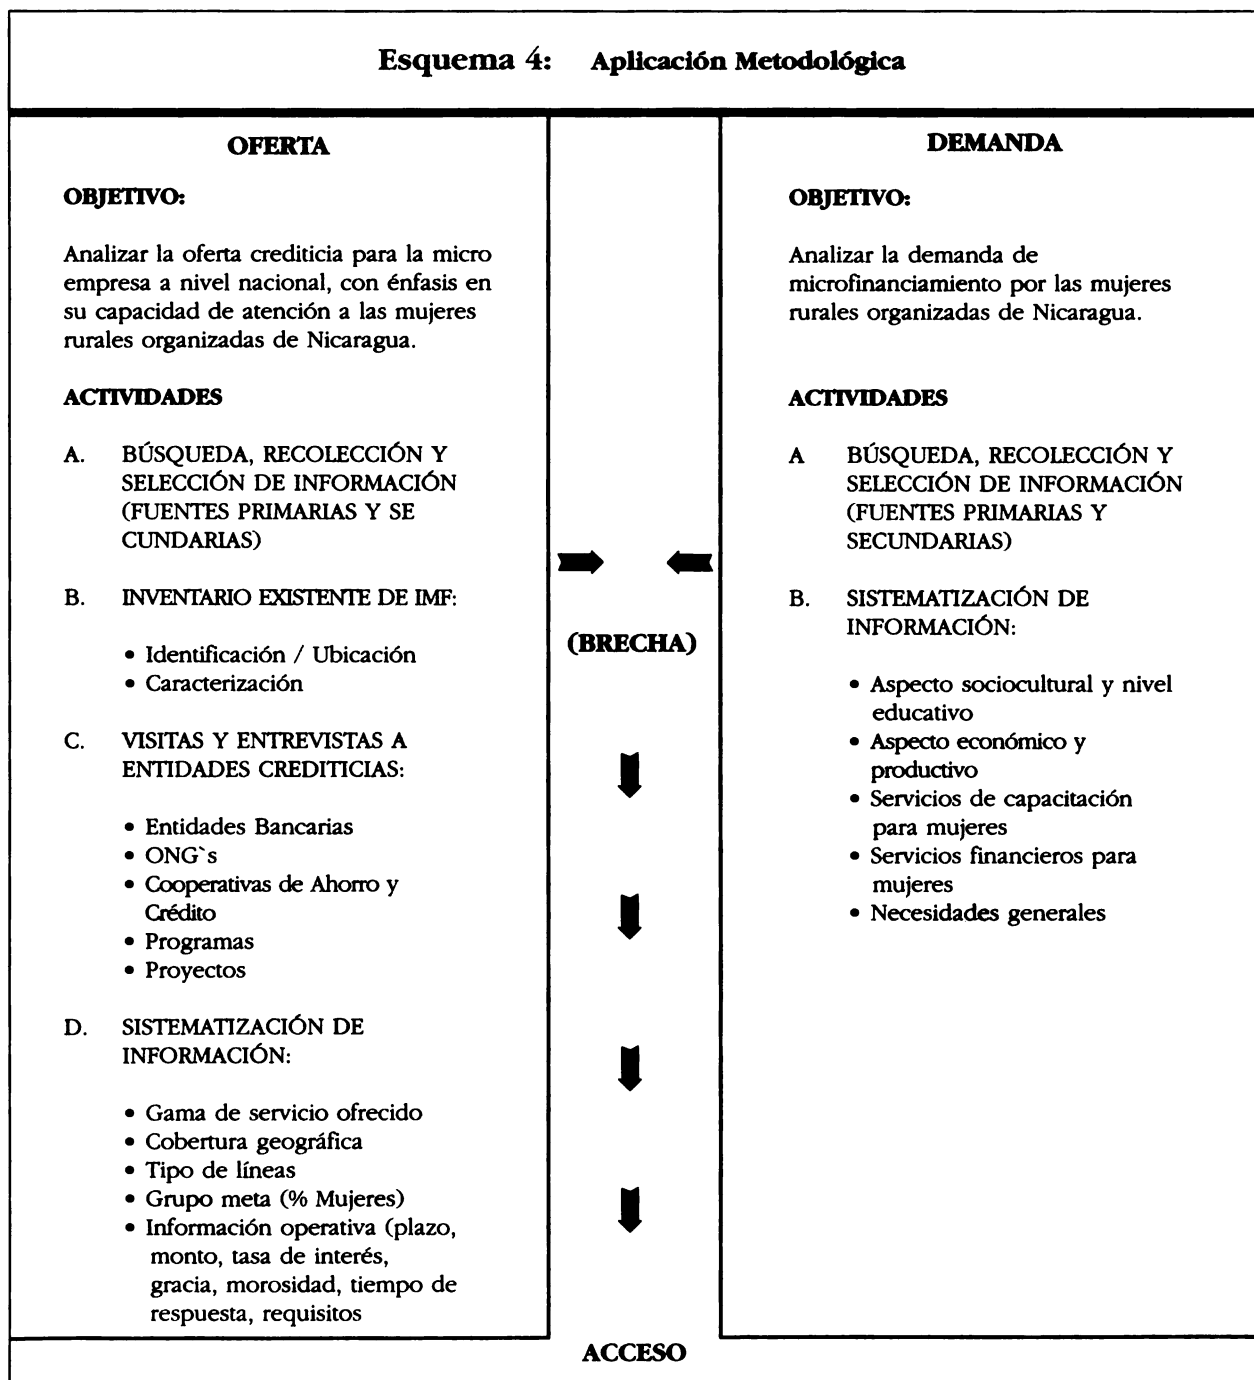 Esquema 4: Aplicación Metodológica
OFERTA
OBJETIVO:
Analizar la oferta crediticia para la micro
empresa a nivel nacional, con énfasis en
su capacidad de atención a las mujeres
rurales organizadas de Nicaragua.
ACTIVIDADES
A. BÚSQUEDA, RECOLECCIÓN Y
SELECCIÓN DE INFORMACIÓN
(FUENTES PRIMARIAS Y SE
CUNDARIAS)
B. INVENTARIO EXISTENTE DE IMF:
• Identificación / Ubicación
• Caracterización
C. VISITAS Y ENTREVISTAS A
ENTIDADES CREDITICIAS:
• Entidades Bancarias
• ONG`s
• Cooperativas de Ahorro y
Crédito
• Programas
• Proyectos
D. SISTEMATIZACIÓN DE
INFORMACIÓN:
• Gama de servicio ofrecido
• Cobertura geográfica
• Tipo de líneas
• Grupo meta (% Mujeres)
• Información operativa (plazo,
monto, tasa de interés,
gracia, morosidad, tiempo de
respuesta, requisitos
(BRECHA)
DEMANDA
OBJETIVO:
Analizar la demanda de
microfinanciamiento por las mujeres
rurales organizadas de Nicaragua.
ACTIVIDADES
A BÚSQUEDA, RECOLECCIÓN Y
SELECCIÓN DE INFORMACIÓN
(FUENTES PRIMARIAS Y
SECUNDARIAS)
B. SISTEMATIZACIÓN DE
INFORMACIÓN:
• Aspecto sociocultural y nivel
educativo
• Aspecto económico y
productivo
• Servicios de capacitación
para mujeres
• Servicios financieros para
mujeres
• Necesidades generales
ACCESO